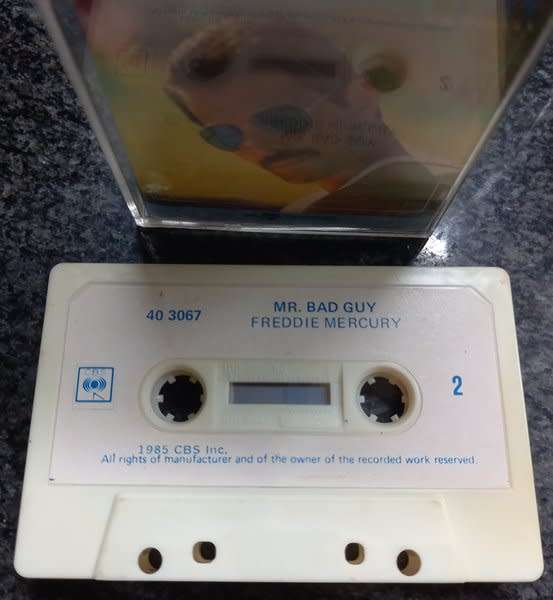 40 3067
MR. BAD GUY
FREDDIE MERCURY
CBS
2
1985 CBS Inc.
All rights of manufacturer and of the owner of the recorded work reserved.